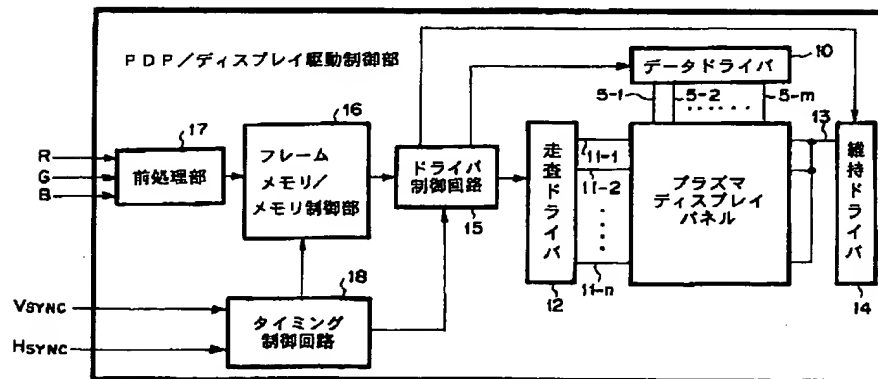 PDP/ディスプレイ駆動制御部
R
G
B
17
前処理部
16
フレーム
メモリ/
メモリ制御部
18
タイミング
制御回路
VSYNC
HSYNC
ドライバ
制御回路
15
データドライバ
10
5-1
5-2
......
5-m
走査ドライバ
12
11-1
11-2
11-n
プラズマ
ディスプレイ
パネル
13
維持ドライバ
14